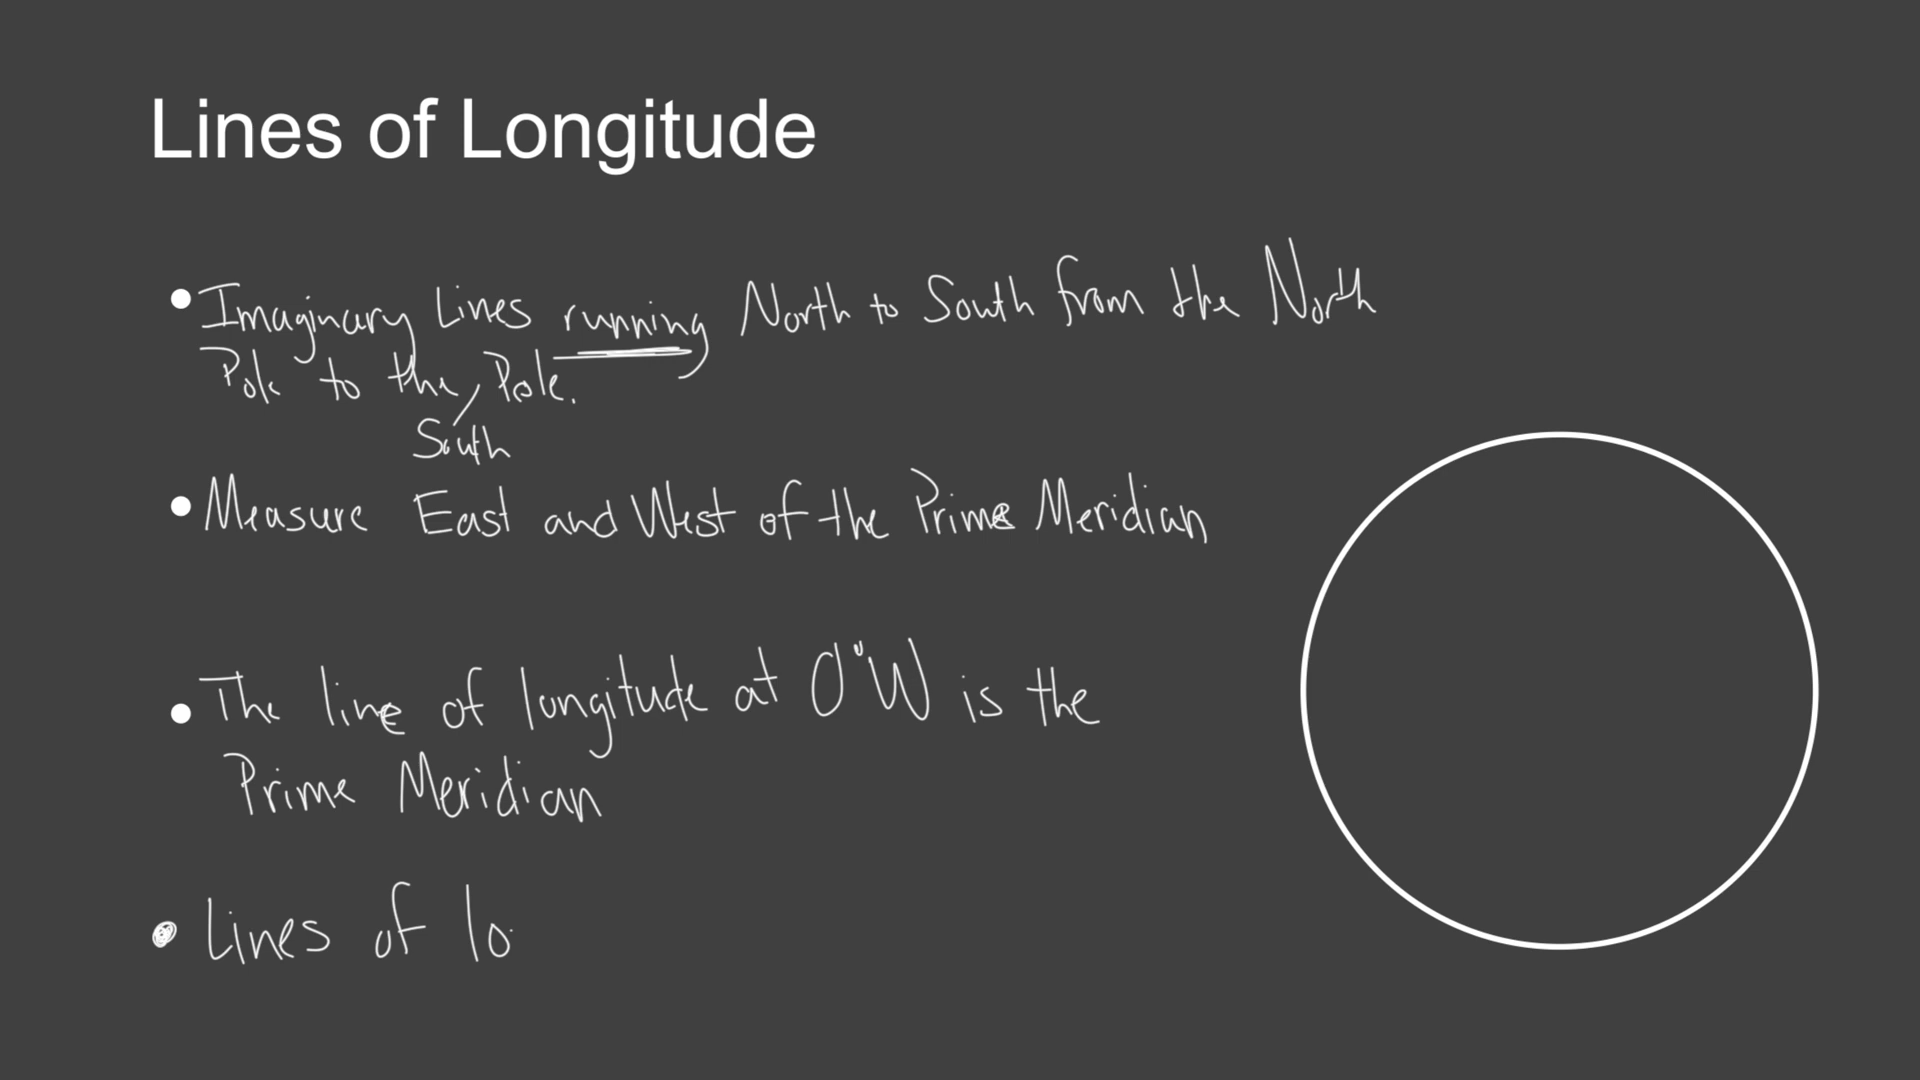 Lines of Longitude
• Imaginary Lines running North to South from the North
Pole to the, Pole.
South
• Measure East and West of the Prime Meridian
• The line of longitude at 0°W is the
Prime Meridian
• Lines of lo